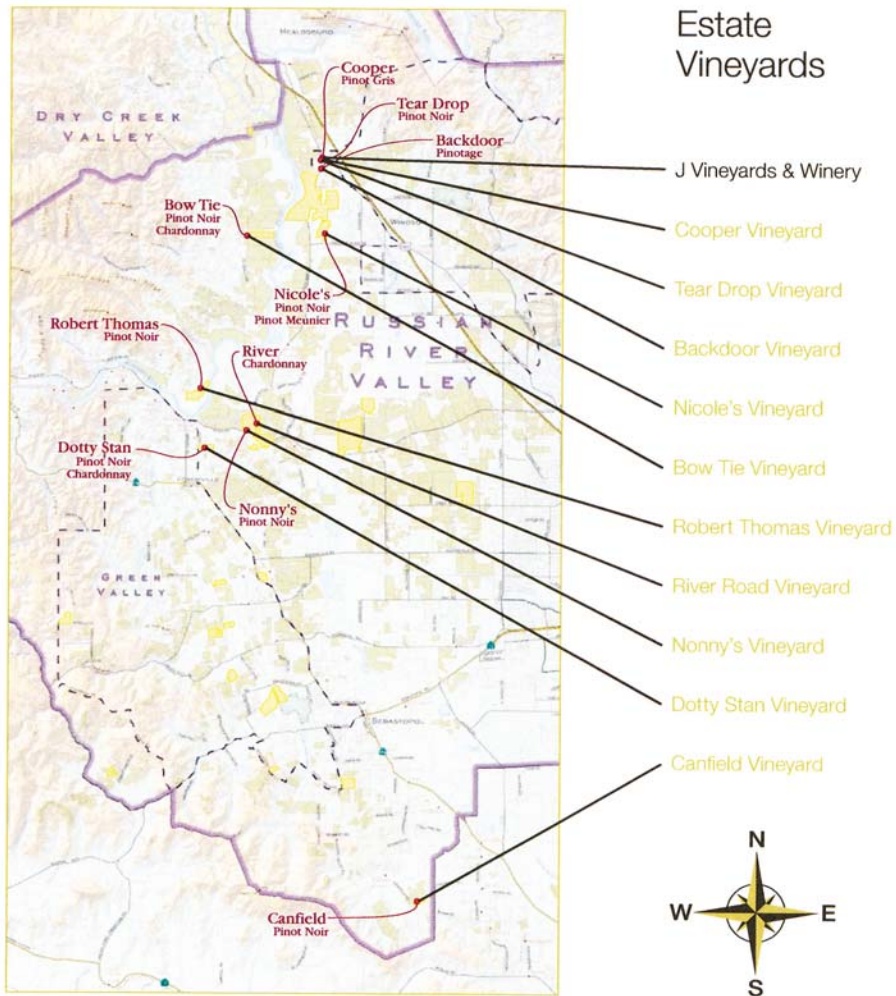 Estate
Vineyards
HEALDSBURG
Cooper
Pinot Gris
DRY CREEK
VALLEY
Tear Drop
Pinot Noir
Backdoor
Pinotage
J Vineyards & Winery
Bow Tie
Pinot Noir
Chardonnay
Cooper Vineyard
Nicole's
Pinot Noir
Pinot Meunier
Tear Drop Vineyard
RUSSIAN
RIVER
VALLEY
Robert Thomas
Pinot Noir
River
Chardonnay
Backdoor Vineyard
Nicole's Vineyard
Dotty Stan
Pinot Noir
Chardonnay
Bow Tie Vineyard
Nonny's
Pinot Noir
Robert Thomas Vineyard
GREEN
VALLEY
River Road Vineyard
Nonny's Vineyard
SEBASTOPOL
Dotty Stan Vineyard
Canfield Vineyard
Canfield
Pinot Noir
N
W
E
S